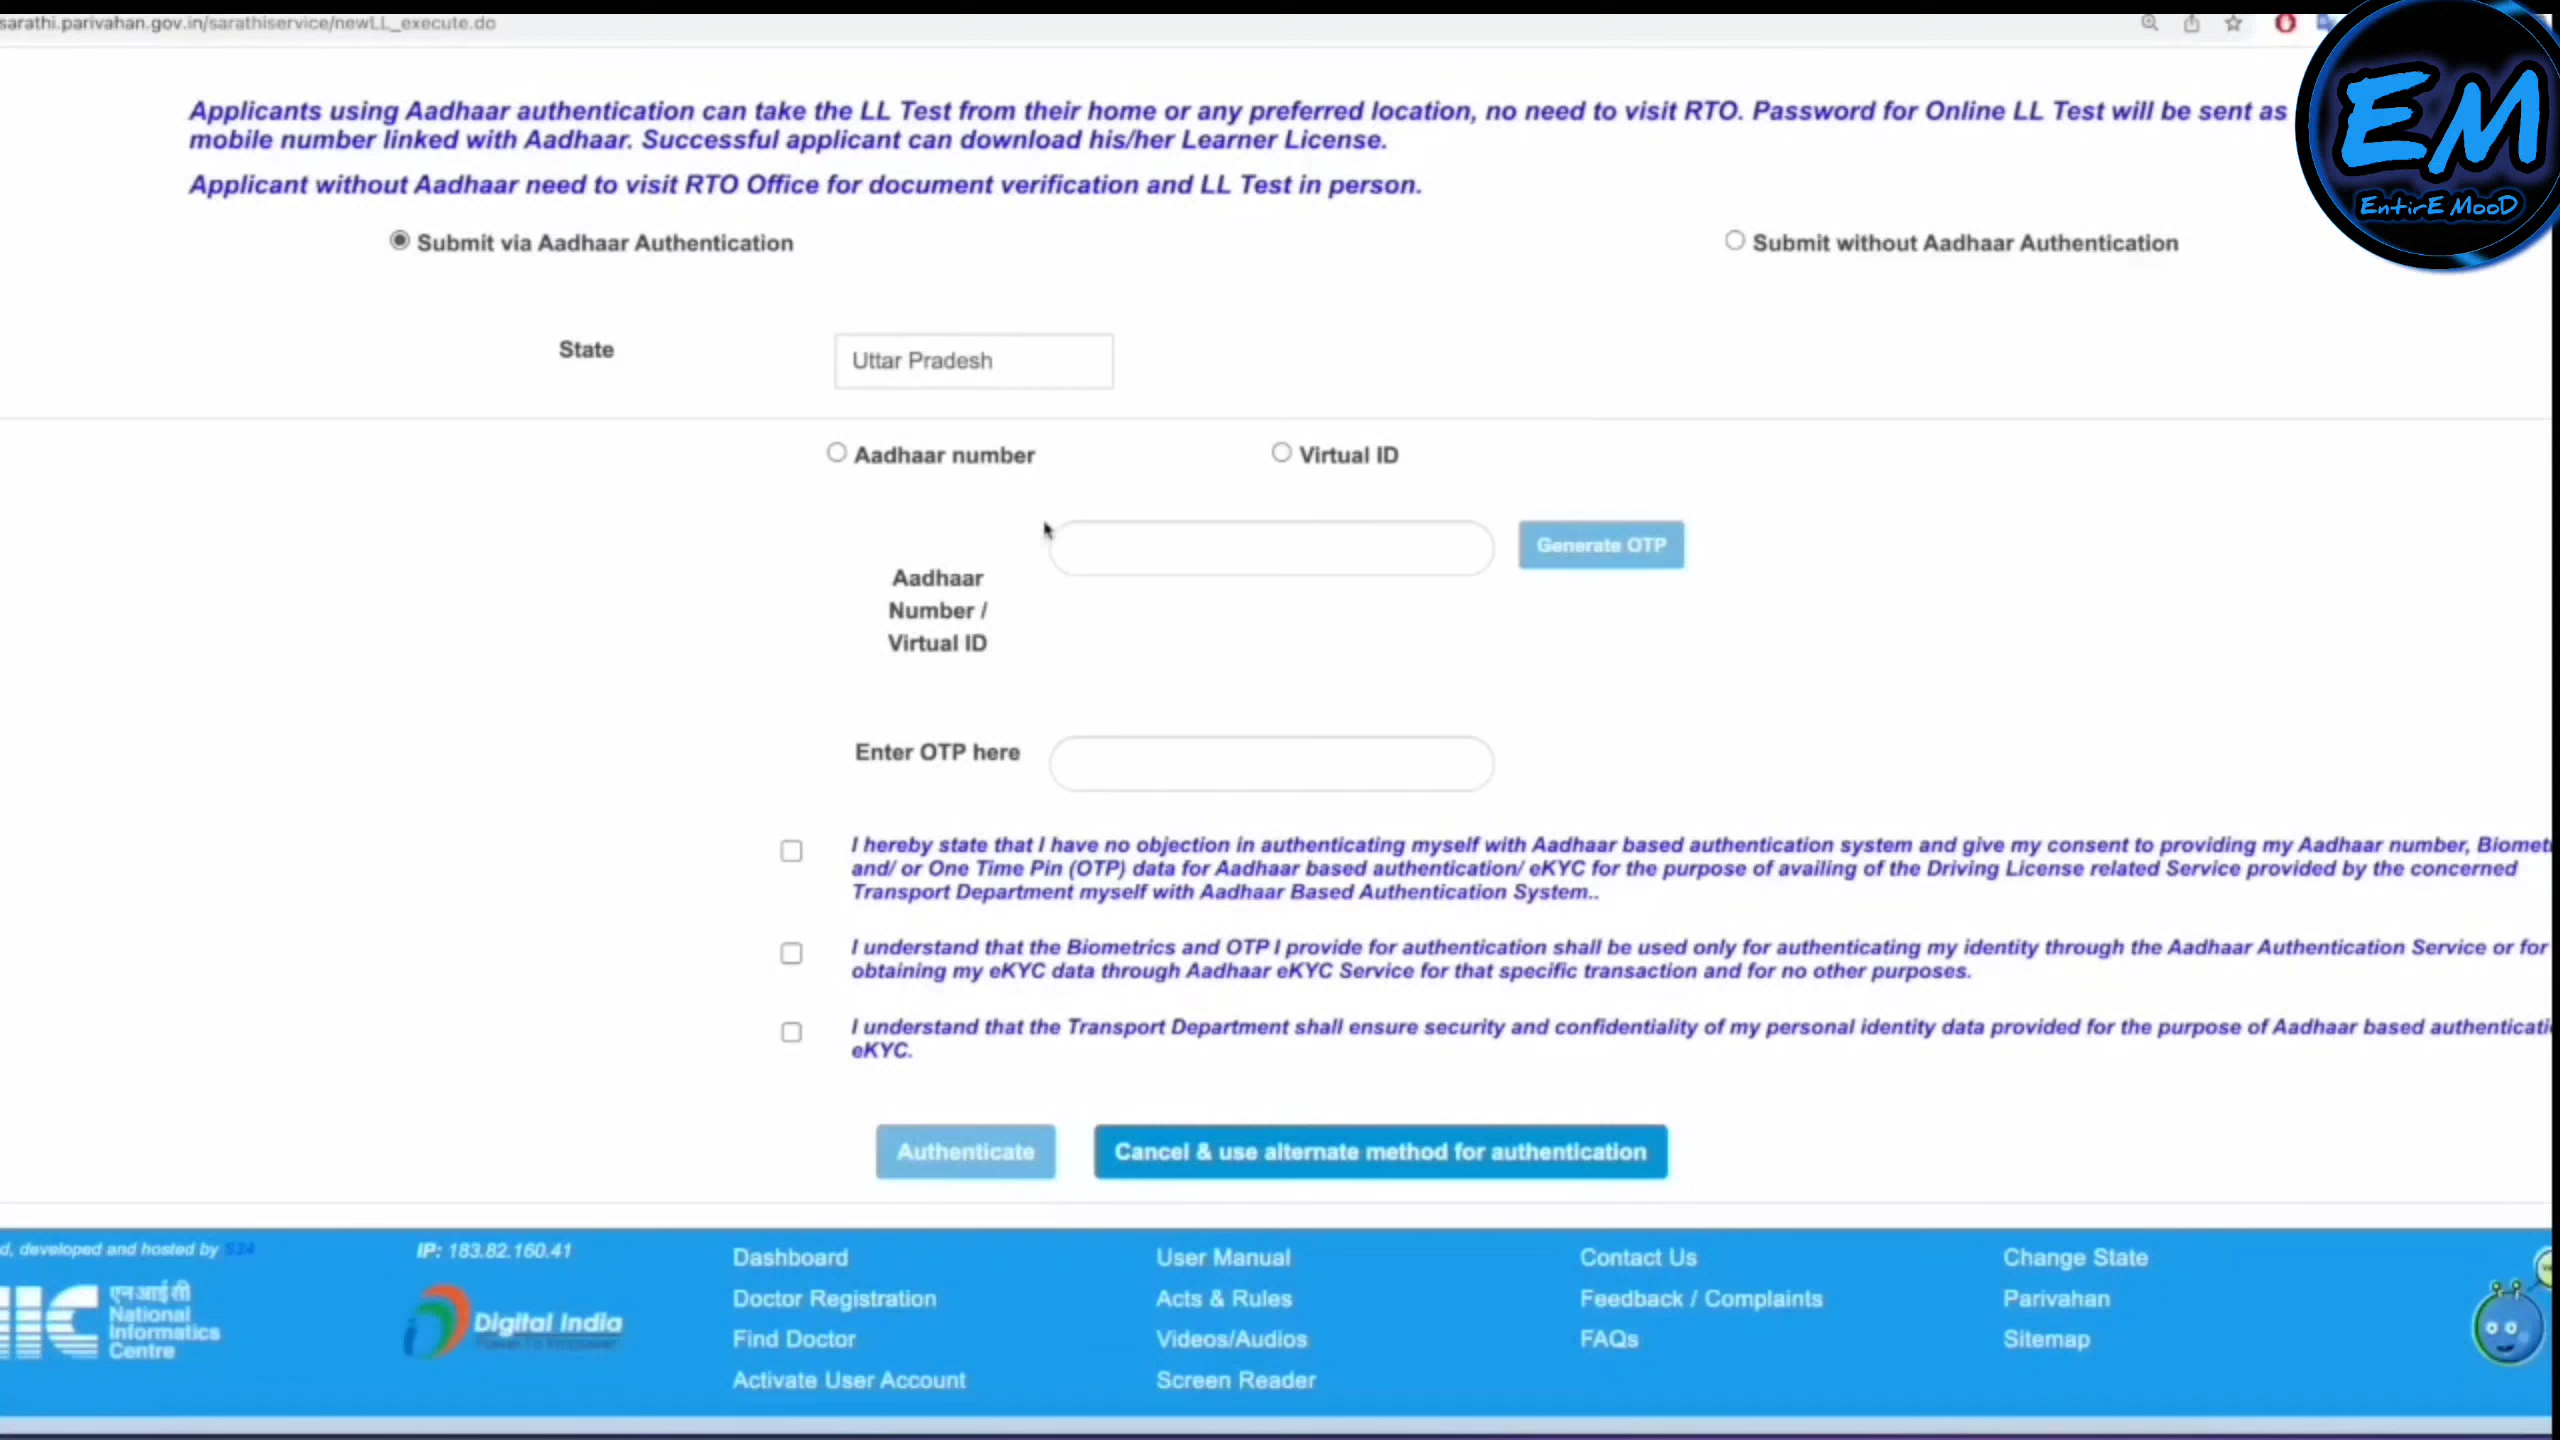 sarathi.parivahan.gov.in/sarathiservice/newLL_execute.do
EM
EntirE MooD
Applicants using Aadhaar authentication can take the LL Test from their home or any preferred location, no need to visit RTO. Password for Online LL Test will be sent as
mobile number linked with Aadhaar. Successful applicant can download his/her Learner License.
Applicant without Aadhaar need to visit RTO Office for document verification and LL Test in person.
Submit via Aadhaar Authentication
Submit without Aadhaar Authentication
State
Uttar Pradesh
Aadhaar number
Virtual ID
Generate OTP
Aadhaar
Number /
Virtual ID
Enter OTP here
I hereby state that I have no objection in authenticating myself with Aadhaar based authentication system and give my consent to providing my Aadhaar number, Biomet
and/ or One Time Pin (OTP) data for Aadhaar based authentication/ eKYC for the purpose of availing of the Driving License related Service provided by the concerned
Transport Department myself with Aadhaar Based Authentication System..
I understand that the Biometrics and OTP I provide for authentication shall be used only for authenticating my identity through the Aadhaar Authentication Service or for
obtaining my eKYC data through Aadhaar eKYC Service for that specific transaction and for no other purposes.
I understand that the Transport Department shall ensure security and confidentiality of my personal identity data provided for the purpose of Aadhaar based authenticati
eKYC.
Authenticate
Cancel & use alternate method for authentication
d, developed and hosted by
IP: 183.82.160.41
एन आई सी
National
Informatics
Centre
Digital India
Dashboard
Doctor Registration
Find Doctor
Activate User Account
User Manual
Acts & Rules
Videos/Audios
Screen Reader
Contact Us
Feedback / Complaints
FAQs
Change State
Parivahan
Sitemap